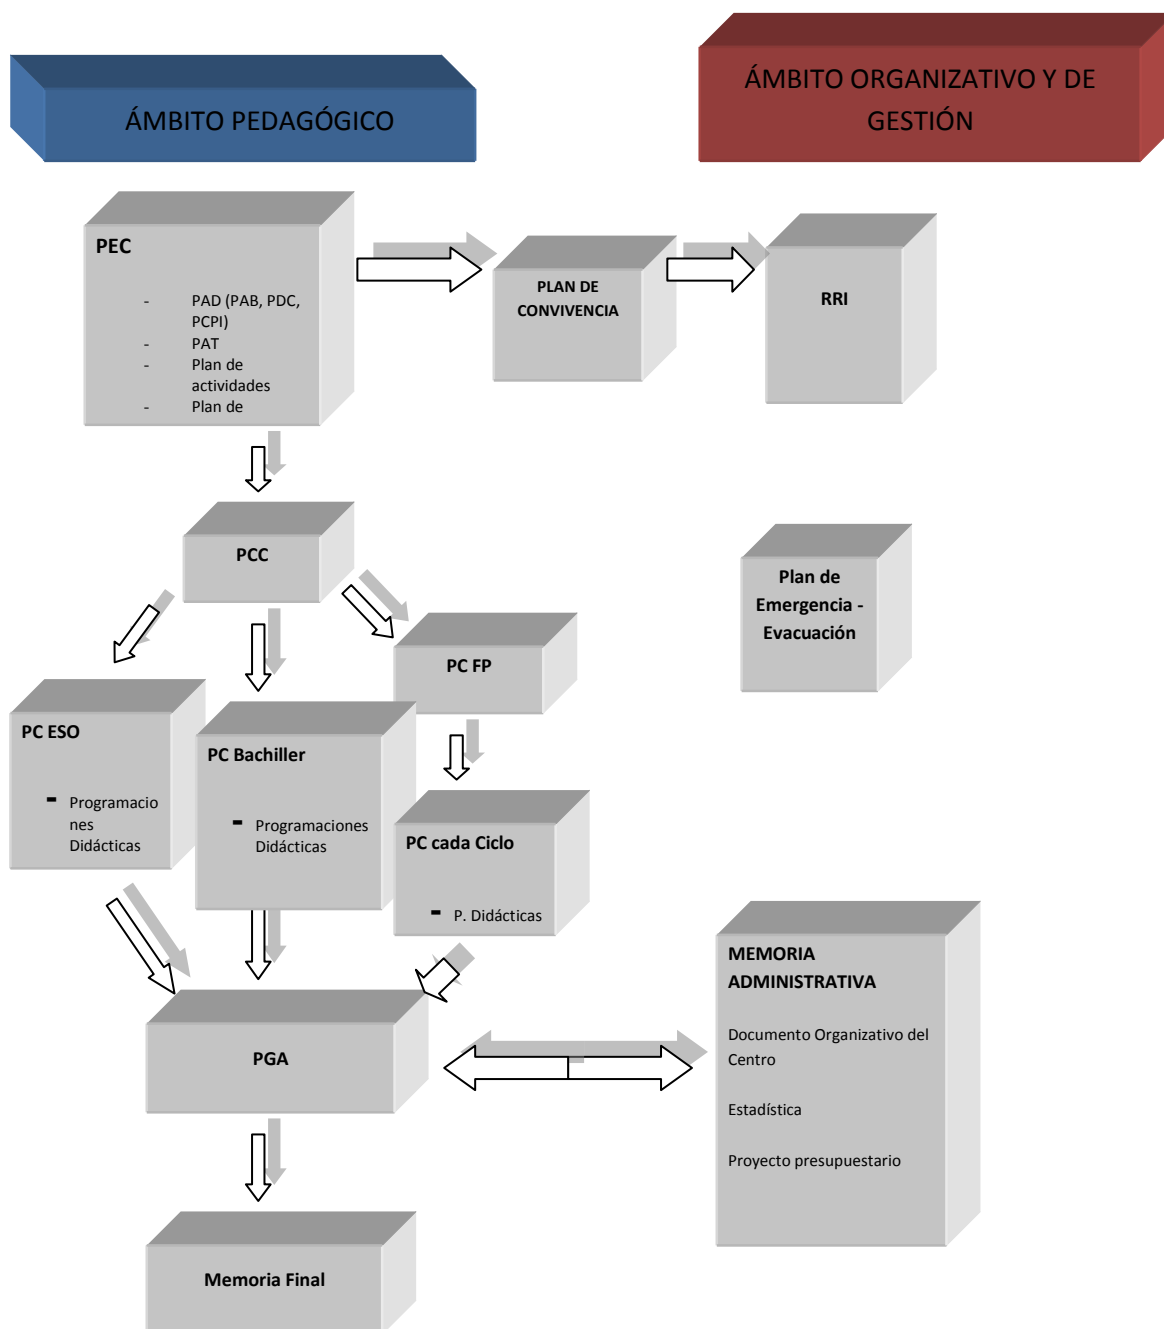 ÁMBITO PEDAGÓGICO
ÁMBITO ORGANIZATIVO Y DE
GESTIÓN
PEC
- PAD (PAB, PDC,
PCPI)
- PAT
- Plan de
actividades
- Plan de
PLAN DE
CONVIVENCIA
RRI
PCC
Plan de
Emergencia -
Evacuación
PC FP
PC ESO
- Programacio
nes
Didácticas
PC Bachiller
- Programaciones
Didácticas
PC cada Ciclo
- P. Didácticas
MEMORIA
ADMINISTRATIVA
Documento Organizativo del
Centro
Estadística
Proyecto presupuestario
PGA
Memoria Final